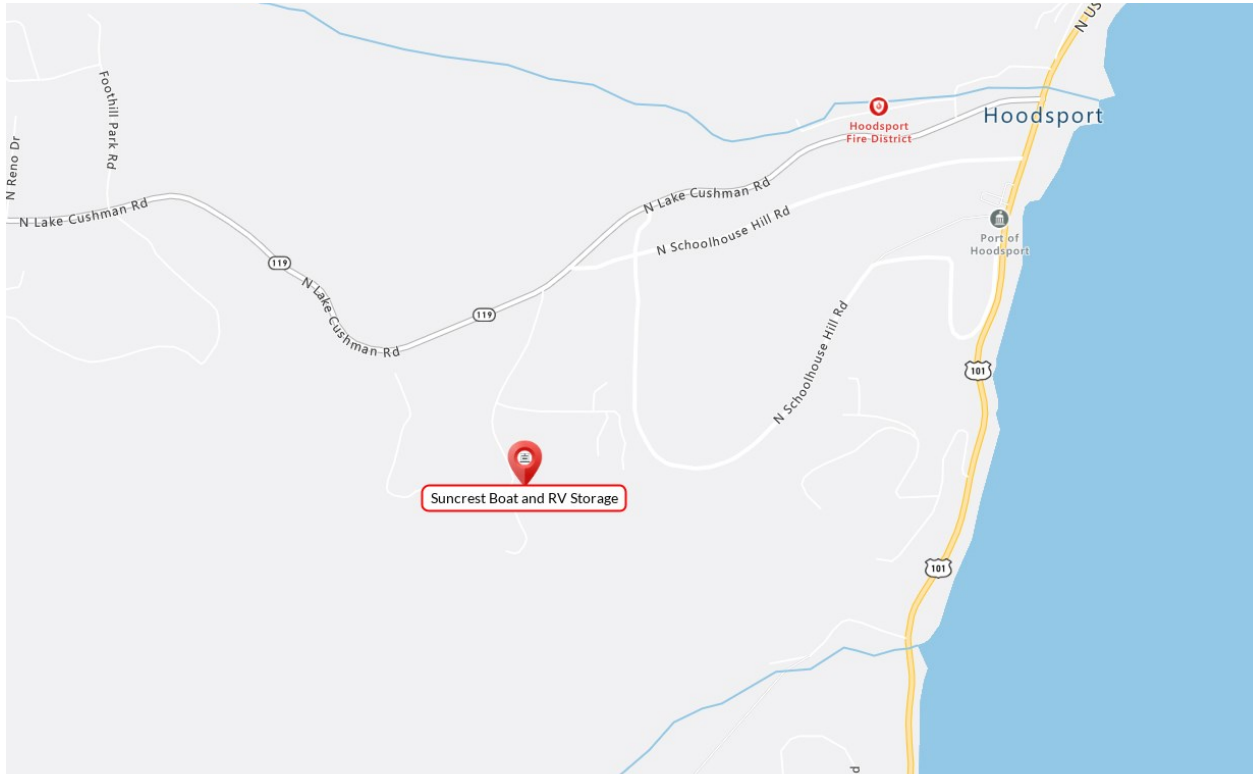 N US
Foothill Park Rd
Hoodsport
Fire District
Hoodsport
N Reno Dr
N Lake Cushman Rd
N Lake Cushman Rd
N Schoolhouse Hill Rd
Port of
Hoodsport
119
N Lake Cushman Rd
119
N Schoolhouse Hill Rd
101
Suncrest Boat and RV Storage
101